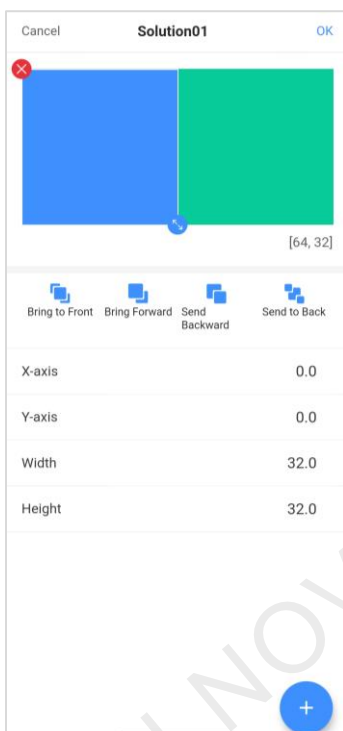 Cancel Solution01 OK
[64, 32]
Bring to Front Bring Forward Send Backward Send to Back
X-axis 0.0
Y-axis 0.0
Width 32.0
Height 32.0